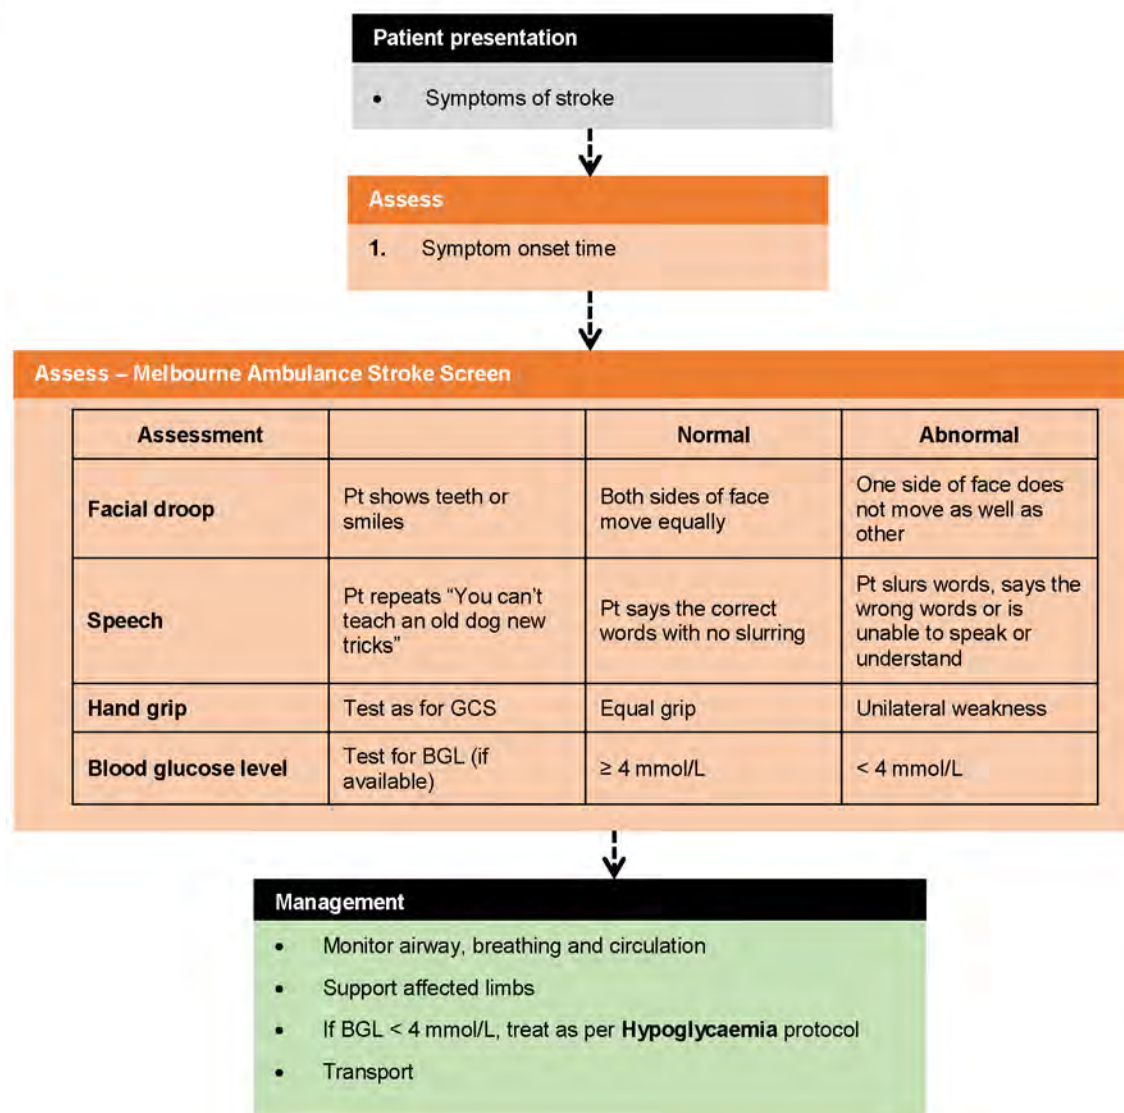 Patient presentation
• Symptoms of stroke
Assess
1. Symptom onset time
Assess – Melbourne Ambulance Stroke Screen
Assessment Normal Abnormal
Facial droop
Pt shows teeth or
smiles
Both sides of face
move equally
One side of face does
not move as well as
other
Speech
Pt repeats “You can’t
teach an old dog new
tricks”
Pt says the correct
words with no slurring
Pt slurs words, says the
wrong words or is
unable to speak or
understand
Hand grip
Test as for GCS
Equal grip
Unilateral weakness
Blood glucose level
Test for BGL (if
available)
≥ 4 mmol/L
< 4 mmol/L
Management
• Monitor airway, breathing and circulation
• Support affected limbs
• If BGL < 4 mmol/L, treat as per Hypoglycaemia protocol
• Transport